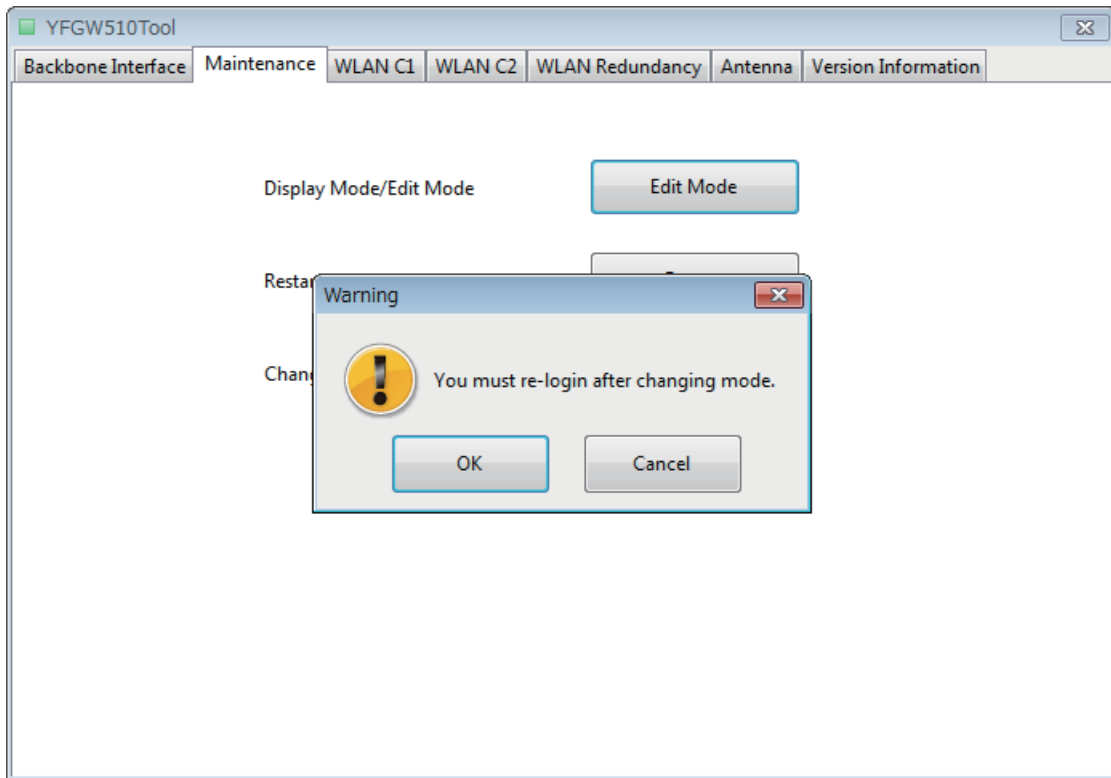 YFGW510Tool
Backbone Interface Maintenance WLAN C1 WLAN C2 WLAN Redundancy Antenna Version Information
Display Mode/Edit Mode Edit Mode
Warning
You must re-login after changing mode.
OK Cancel